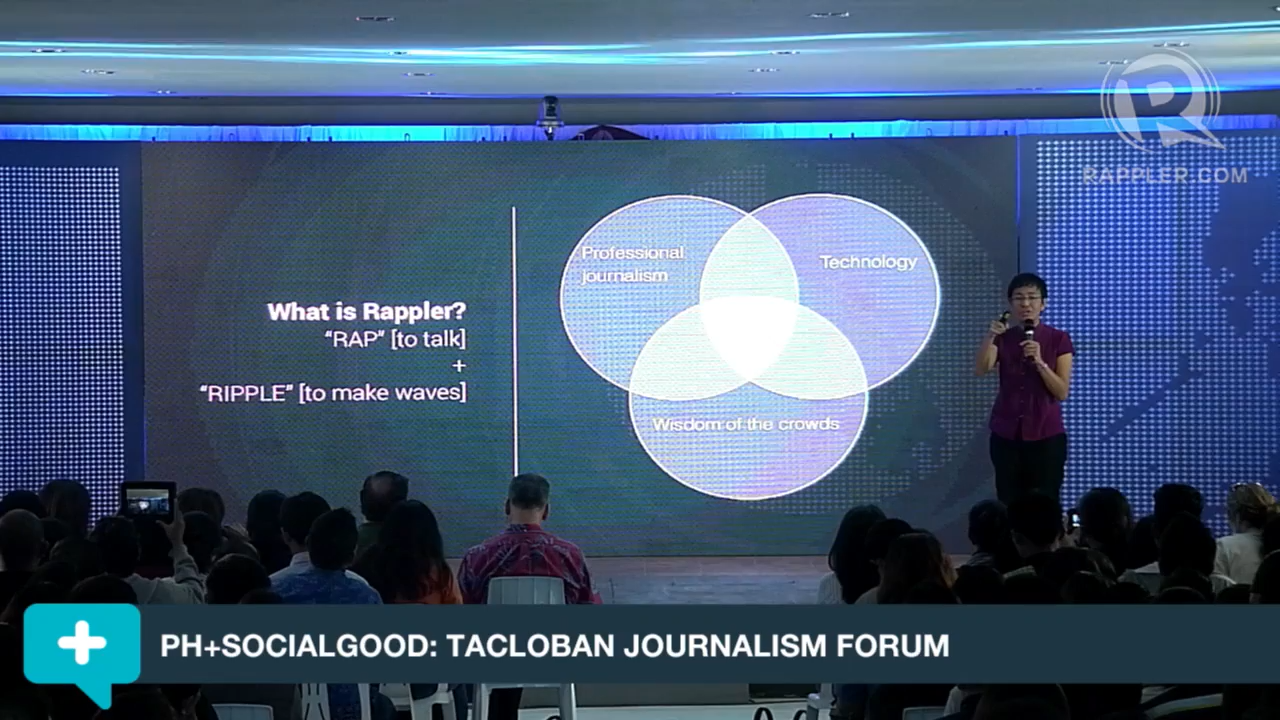 RAPPLER.COM
Professional
journalism
Technology
What is Rappler?
“RAP” [to talk]
+
“RIPPLE” [to make waves]
Wisdom of the crowds
PH+SOCIALGOOD: TACLOBAN JOURNALISM FORUM